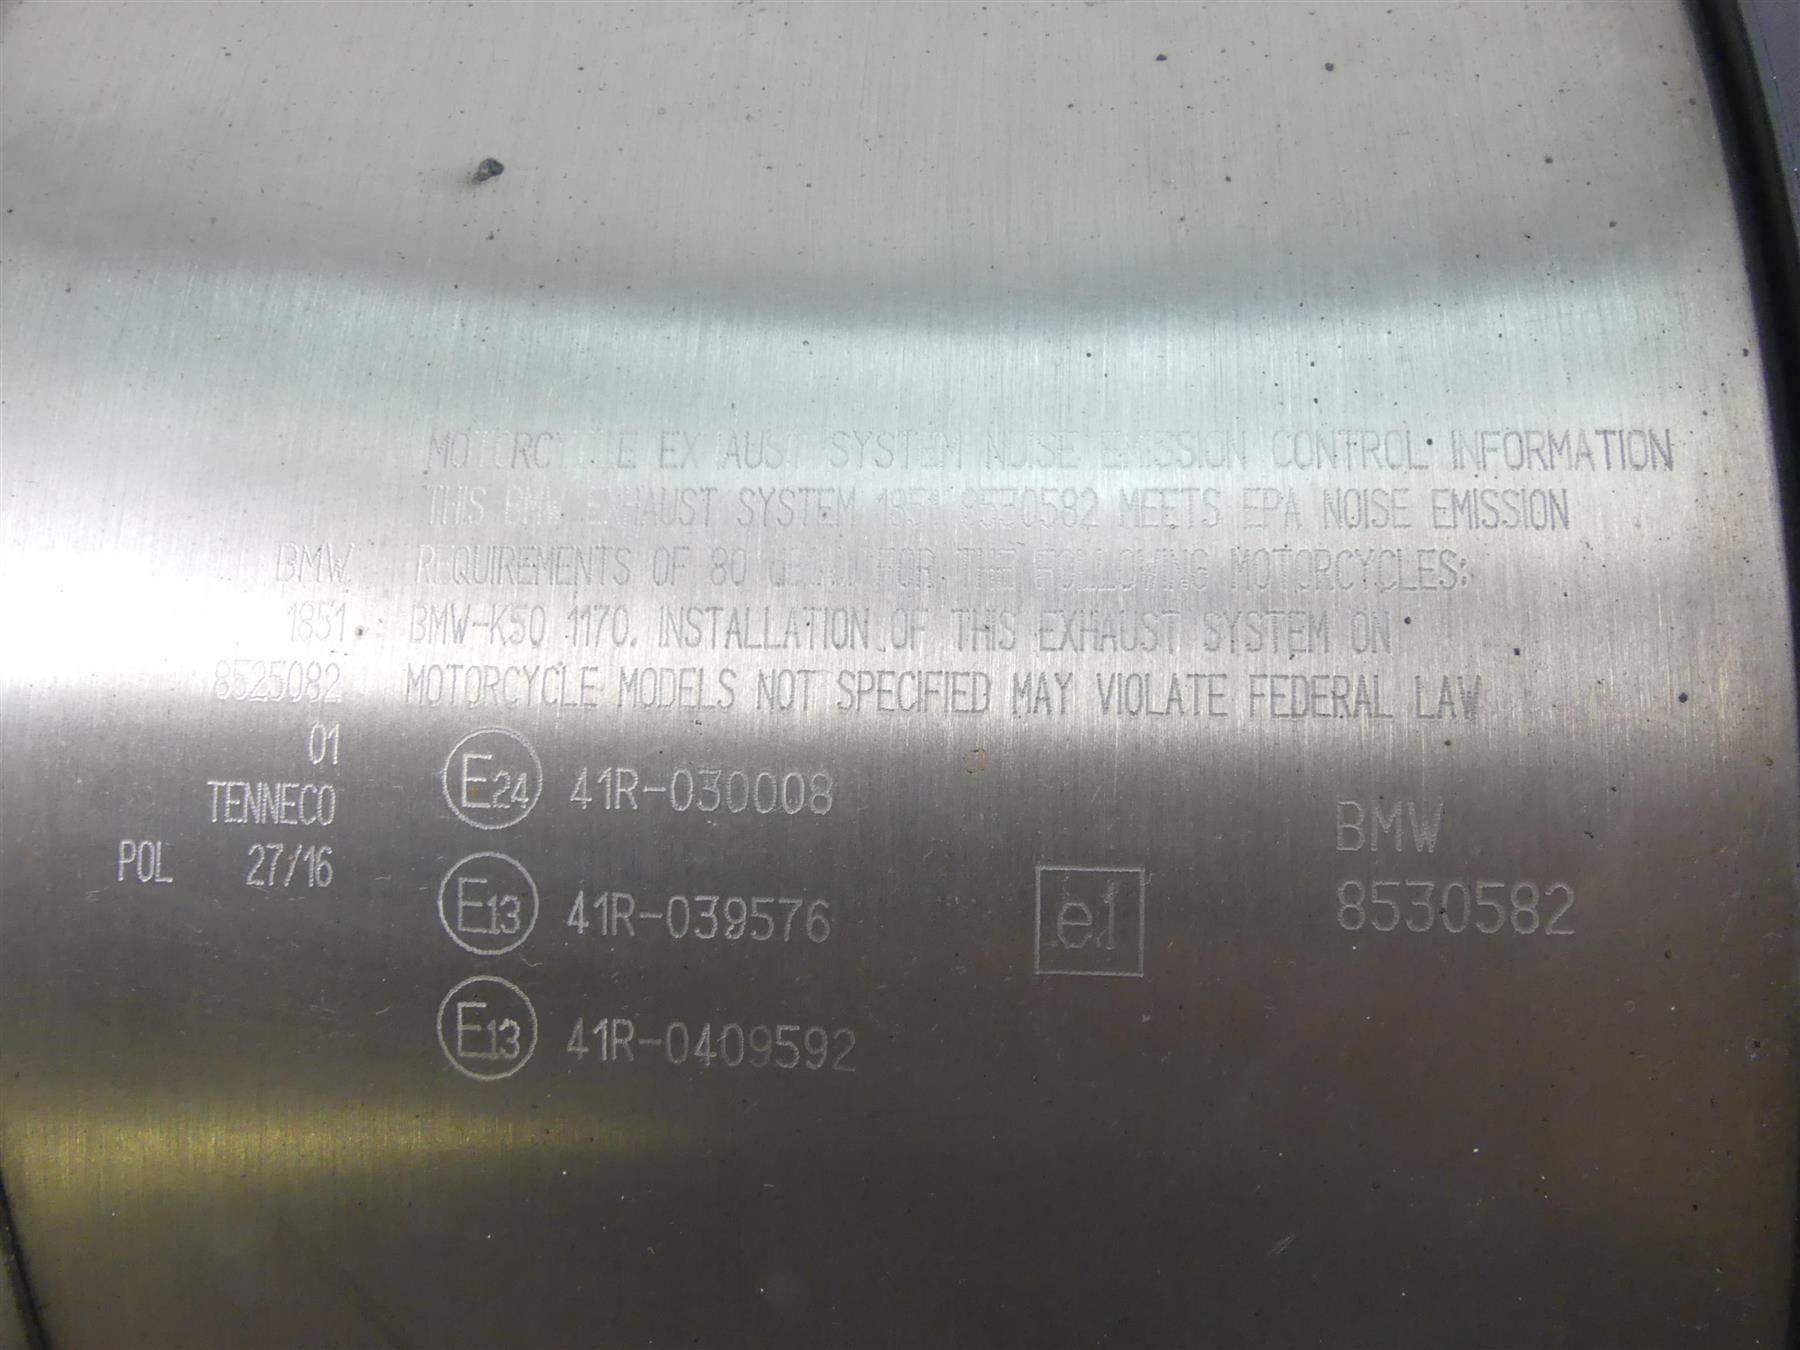 MOTORCYCLE EXHAUST SYSTEM NOISE EMISSION CONTROL INFORMATION
THIS BMW EXHAUST SYSTEM 1851 8530582 MEETS EPA NOISE EMISSION
REQUIREMENTS OF 80 FOR THE FOLLOWING MOTORCYCLES:
BMW-K50 1170. INSTALLATION OF THIS EXHAUST SYSTEM ON
MOTORCYCLE MODELS NOT SPECIFIED MAY VIOLATE FEDERAL LAW
BMW
1851
8525082
01
TENNECO
POL 27/16
E24 41R-030008
E13 41R-039576
E13 41R-0409592
e1
BMW
8530582